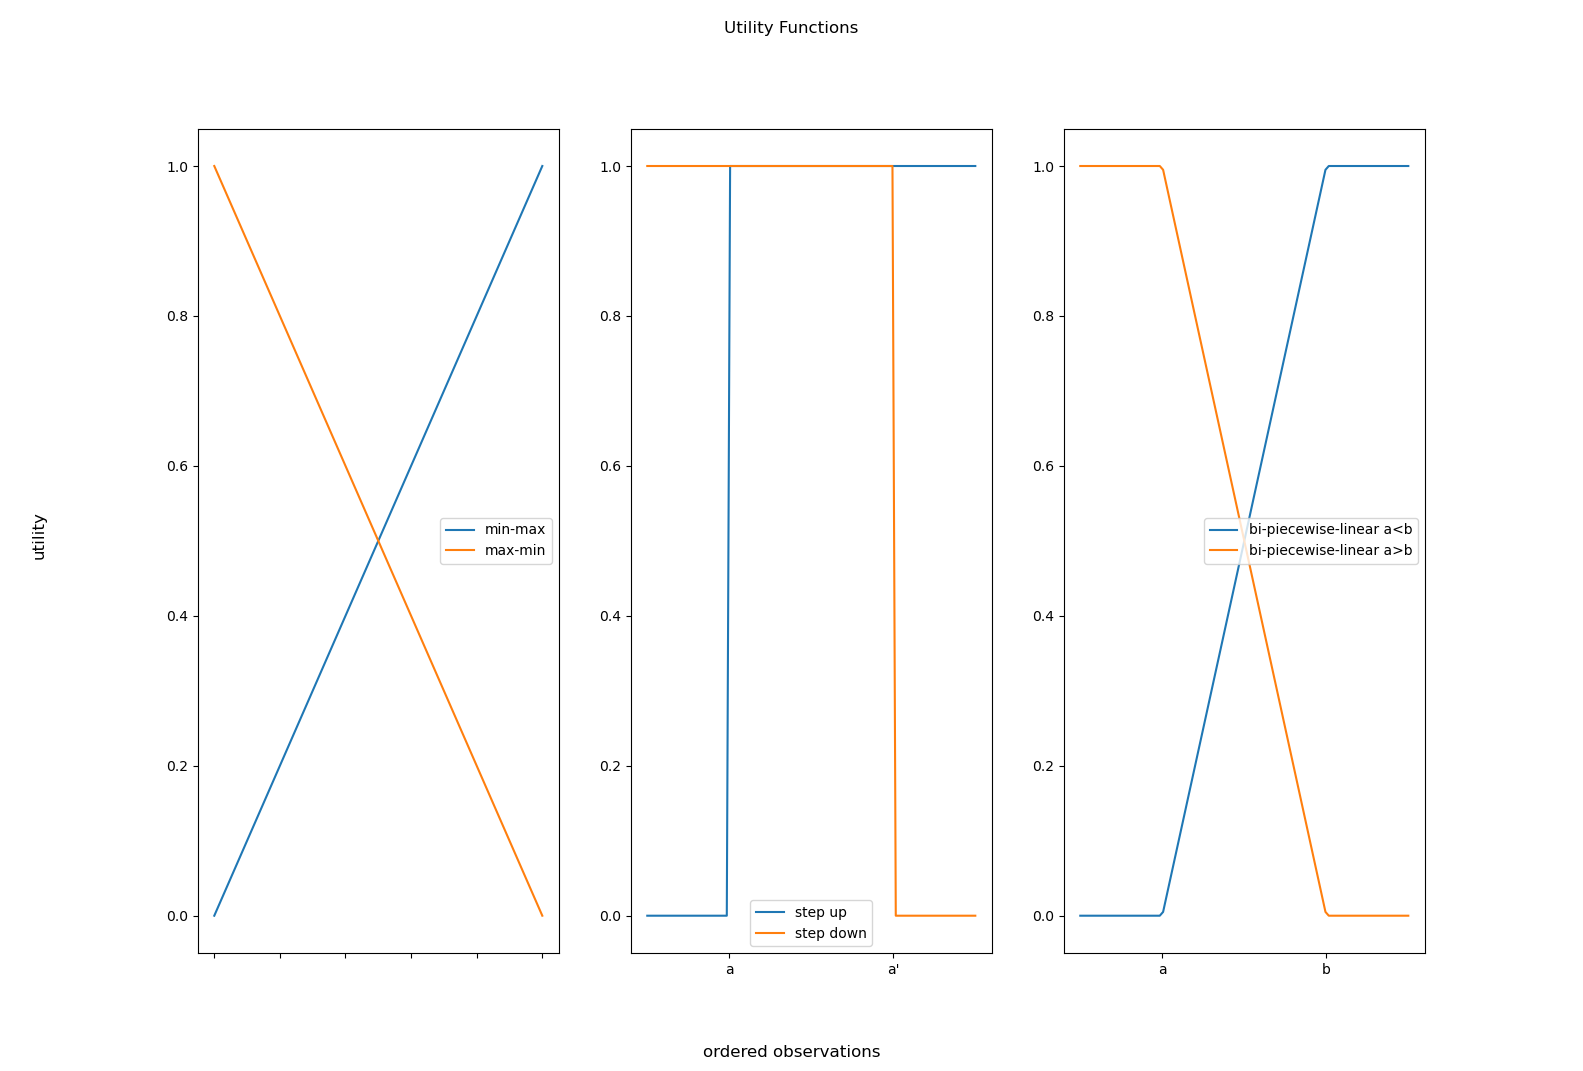 Utility Functions
utility
1.0
0.8
0.6
0.4
0.2
0.0
min-max
max-min
1.0
0.8
0.6
0.4
0.2
0.0
step up
step down
a
a'
1.0
0.8
0.6
0.4
0.2
0.0
bi-piecewise-linear a<b
bi-piecewise-linear a>b
a
b
ordered observations